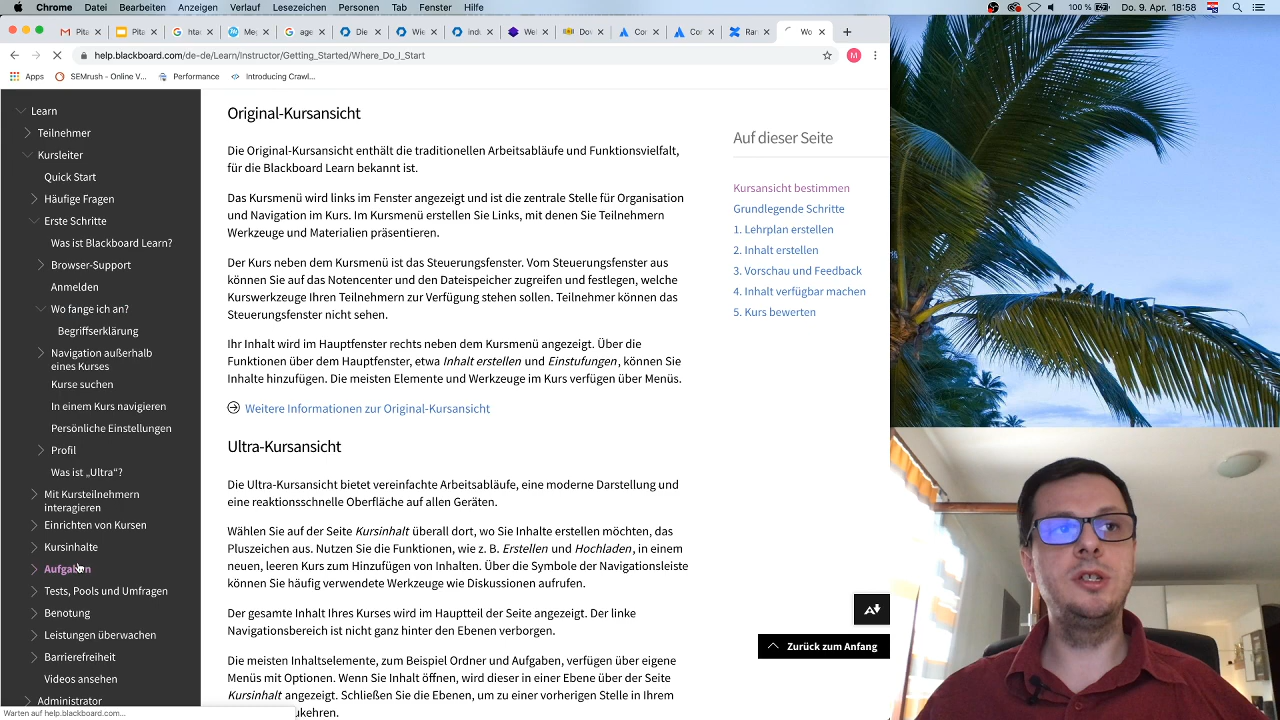 Chrome Ablage Bearbeiten Anzeigen Verlauf Lesezeichen Personen Tab Fenster Hilfe
100 % Do. 9. Apr. 18:58
help.blackboard.com/de-de/Learn/Instructor/Getting_Started/Where_Do_I_Start
M
Apps SEMrush - Online V... Performance Introducing Crawl...
Learn
Teilnehmer
Kursleiter
Quick Start
Häufige Fragen
Erste Schritte
Was ist Blackboard Learn?
Browser-Support
Anmelden
Wo fange ich an?
Begriffserklärung
Navigation außerhalb
eines Kurses
Kurse suchen
In einem Kurs navigieren
Persönliche Einstellungen
Profil
Was ist „Ultra“?
Mit Kursteilnehmern
interagieren
Einrichten von Kursen
Kursinhalte
Aufgaben
Tests, Pools und Umfragen
Benotung
Leistungen überwachen
Barrierefreiheit
Videos ansehen
Administrator
Warten auf help.blackboard.com...
Original-Kursansicht
Die Original-Kursansicht enthält die traditionellen Arbeitsabläufe und Funktionsvielfalt,
für die Blackboard Learn bekannt ist.
Das Kursmenü wird links im Fenster angezeigt und ist die zentrale Stelle für Organisation
und Navigation im Kurs. Im Kursmenü erstellen Sie Links, mit denen Sie Teilnehmern
Werkzeuge und Materialien präsentieren.
Der Kurs neben dem Kursmenü ist das Steuerungsfenster. Vom Steuerungsfenster aus
können Sie auf das Notencenter und den Dateispeicher zugreifen und festlegen, welche
Kurswerkzeuge Ihren Teilnehmern zur Verfügung stehen sollen. Teilnehmer können das
Steuerungsfenster nicht sehen.
Ihr Inhalt wird im Hauptfenster rechts neben dem Kursmenü angezeigt. Über die
Funktionen über dem Hauptfenster, etwa Inhalt erstellen und Einstufungen, können Sie
Inhalte hinzufügen. Die meisten Elemente und Werkzeuge im Kurs verfügen über Menüs.
Weitere Informationen zur Original-Kursansicht
Ultra-Kursansicht
Die Ultra-Kursansicht bietet vereinfachte Arbeitsabläufe, eine moderne Darstellung und
eine reaktionsschnelle Oberfläche auf allen Geräten.
Wählen Sie auf der Seite Kursinhalt überall dort, wo Sie Inhalte erstellen möchten, das
Pluszeichen aus. Nutzen Sie die Funktionen, wie z. B. Erstellen und Hochladen, in einem
neuen, leeren Kurs zum Hinzufügen von Inhalten. Über die Symbole der Navigationsleiste
können Sie häufig verwendete Werkzeuge wie Diskussionen aufrufen.
Der gesamte Inhalt Ihres Kurses wird im Hauptteil der Seite angezeigt. Der linke
Navigationsbereich ist nicht ganz hinter den Ebenen verborgen.
Die meisten Inhaltselemente, zum Beispiel Ordner und Aufgaben, verfügen über eigene
Menüs mit Optionen. Wenn Sie Inhalt öffnen, wird dieser in einer Ebene über der Seite
Kursinhalt angezeigt. Schließen Sie die Ebenen, um zu einer vorherigen Stelle in Ihrem
ukehren.
Auf dieser Seite
Kursansicht bestimmen
Grundlegende Schritte
1. Lehrplan erstellen
2. Inhalt erstellen
3. Vorschau und Feedback
4. Inhalt verfügbar machen
5. Kurs bewerten
Zurück zum Anfang